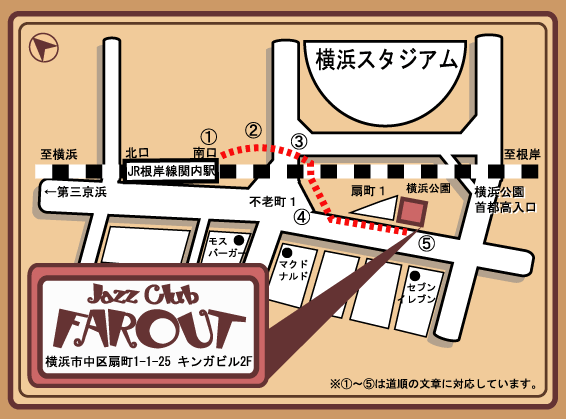 横浜スタジアム
①
②
③
至横浜
北口
南口
至根岸
JR根岸線関内駅
←第三京浜
扇町1
横浜公園
横浜公園
首都高入口
不老町1
④
⑤
モス
バーガー
マクド
ナルド
セブン
イレブン
Jazz Club
FAROUT
横浜市中区扇町1-1-25 キンガビル2F
※①〜⑤は道順の文章に対応しています。